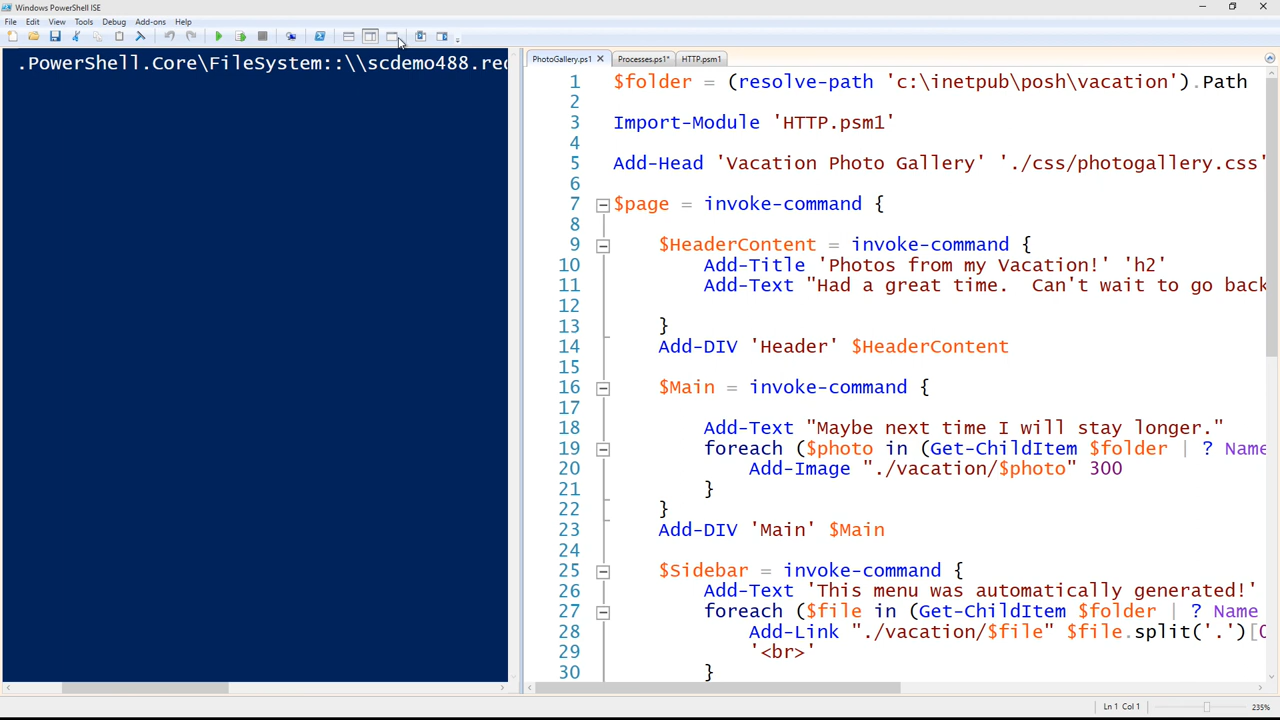 Windows PowerShell ISE
File Edit View Tools Debug Add-ons Help
.PowerShell.Core\FileSystem::\\scdemo488.red
PhotoGallery.ps1 Processes.ps1* HTTP.psm1
1 $folder = (resolve-path 'c:\inetpub\posh\vacation').Path
2
3 Import-Module 'HTTP.psm1'
4
5 Add-Head 'Vacation Photo Gallery' './css/photogallery.css'
6
7 $page = invoke-command {
8
9 $HeaderContent = invoke-command {
10 Add-Title 'Photos from my Vacation!' 'h2'
11 Add-Text "Had a great time.  Can't wait to go back
12
13 }
14 Add-DIV 'Header' $HeaderContent
15
16 $Main = invoke-command {
17
18 Add-Text "Maybe next time I will stay longer."
19 foreach ($photo in (Get-ChildItem $folder | ? Name
20 Add-Image "./vacation/$photo" 300
21 }
22 }
23 Add-DIV 'Main' $Main
24
25 $Sidebar = invoke-command {
26 Add-Text 'This menu was automatically generated!'
27 foreach ($file in (Get-ChildItem $folder | ? Name
28 Add-Link "./vacation/$file" $file.split('.')[0
29 '<br>'
30 }
Ln 1 Col 1 235%